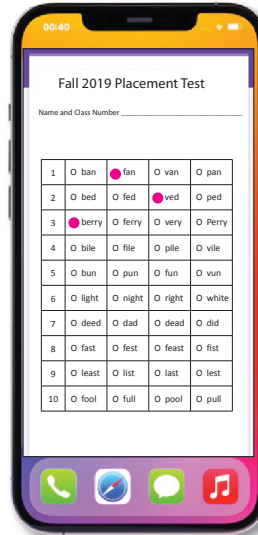 00:40
Fall 2019 Placement Test
Name and Class Number
1 O ban fan O van O pan
2 O bed O fed ved O ped
3 berry O ferry O very O Perry
4 O bile O file O pile O vile
5 O bun O pun O fun O vun
6 O light O night O right O white
7 O deed O dad O dead O did
8 O fast O fest O feast O fist
9 O least O list O last O lest
10 O fool O full O pool O pull